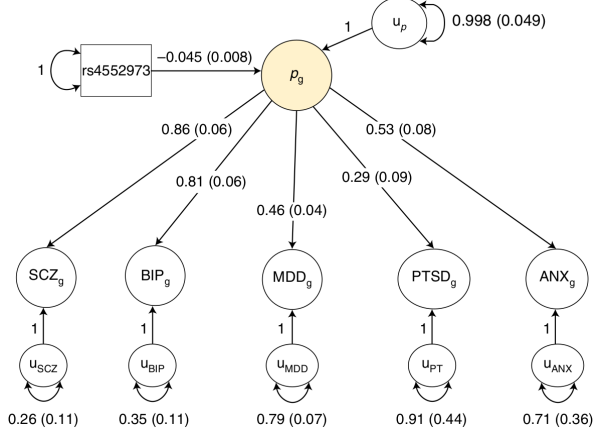 1
u_p
0.998 (0.049)
1
rs4552973
−0.045 (0.008)
p_g
0.86 (0.06)
0.81 (0.06)
0.46 (0.04)
0.29 (0.09)
0.53 (0.08)
SCZ_g
BIP_g
MDD_g
PTSD_g
ANX_g
1
1
1
1
1
u_SCZ
u_BIP
u_MDD
u_PT
u_ANX
0.26 (0.11)
0.35 (0.11)
0.79 (0.07)
0.91 (0.44)
0.71 (0.36)